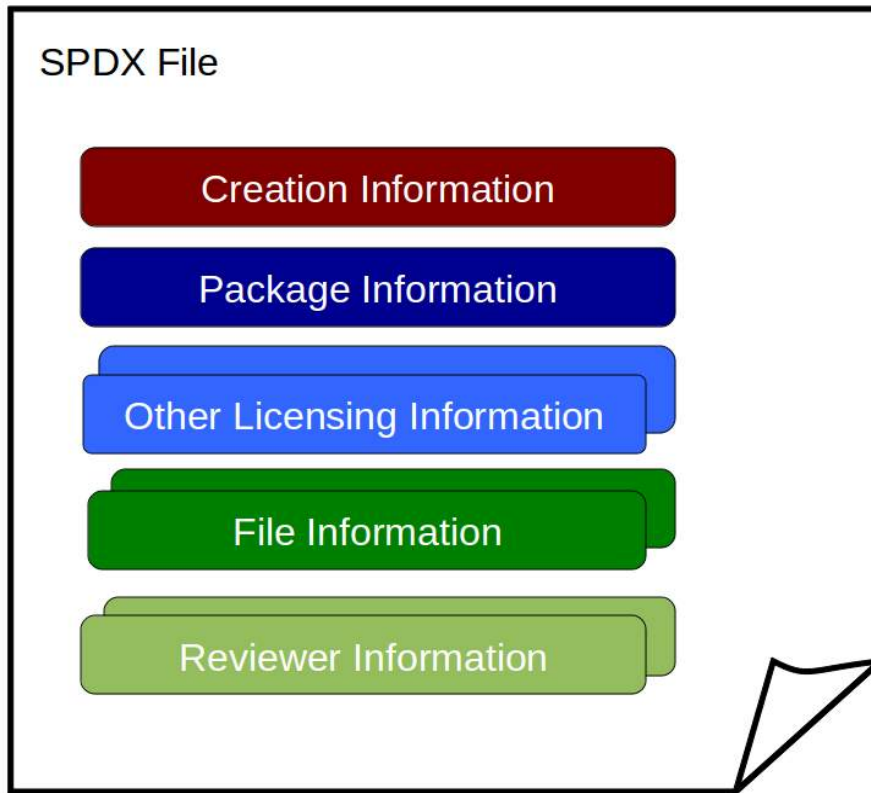 SPDX File
Creation Information
Package Information
Other Licensing Information
File Information
Reviewer Information